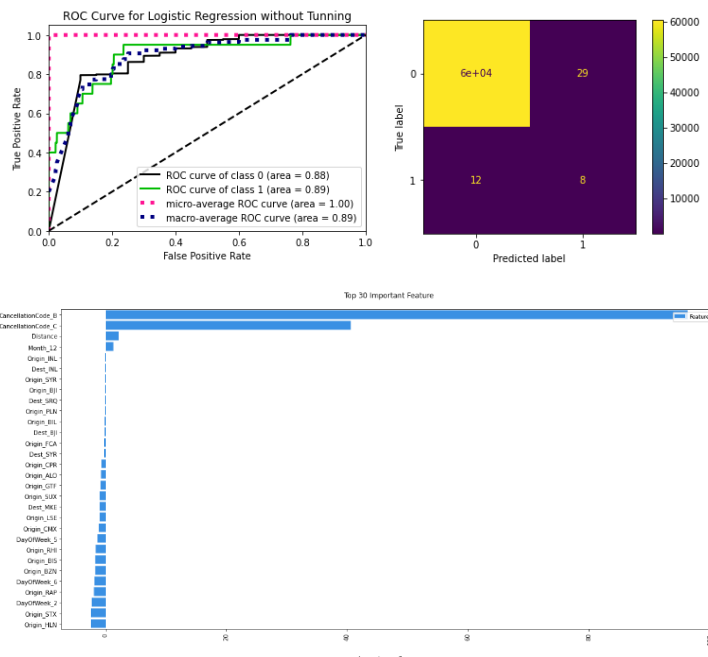 ROC Curve for Logistic Regression without Tunning
True Positive Rate
1.0
0.8
0.6
0.4
0.2
0.0
ROC curve of class 0 (area = 0.88)
ROC curve of class 1 (area = 0.89)
micro-average ROC curve (area = 1.00)
macro-average ROC curve (area = 0.89)
0.0 0.2 0.4 0.6 0.8 1.0
False Positive Rate
True label
0
1
6e+04 29
12 8
0 1
Predicted label
60000
50000
40000
30000
20000
10000
Top 30 Important Feature
CancellationCode_B
CancellationCode_C
Distance
Month_12
Origin_INL
Dest_INL
Origin_SYR
Origin_BJI
Dest_SRQ
Origin_PLN
Origin_BIL
Dest_BJI
Origin_FCA
Dest_SYR
Origin_CPR
Origin_ALO
Origin_GTF
Origin_SUX
Dest_MKE
Origin_LSE
Origin_CMX
DayOfWeek_5
Origin_RHI
Origin_BIS
Origin_BZN
DayOfWeek_6
Origin_RAP
DayOfWeek_2
Origin_STX
Origin_HLN
Feature
0 20 40 60 80